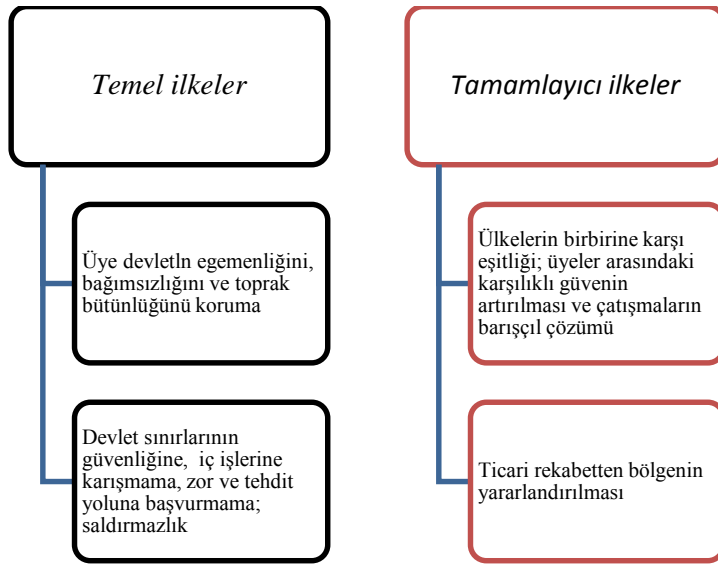 Temel ilkeler
Üye devletln egemenliğini,
bağımsızlığını ve toprak
bütünlüğünü koruma
Devlet sınırlarının
güvenliğine, iç işlerine
karışmama, zor ve tehdit
yoluna başvurmama;
saldırmazlık
Tamamlayıcı ilkeler
Ülkelerin birbirine karşı
eşitliği; üyeler arasındaki
karşılıklı güvenin
artırılması ve çatışmaların
barışçıl çözümü
Ticari rekabetten bölgenin
yararlandırılması